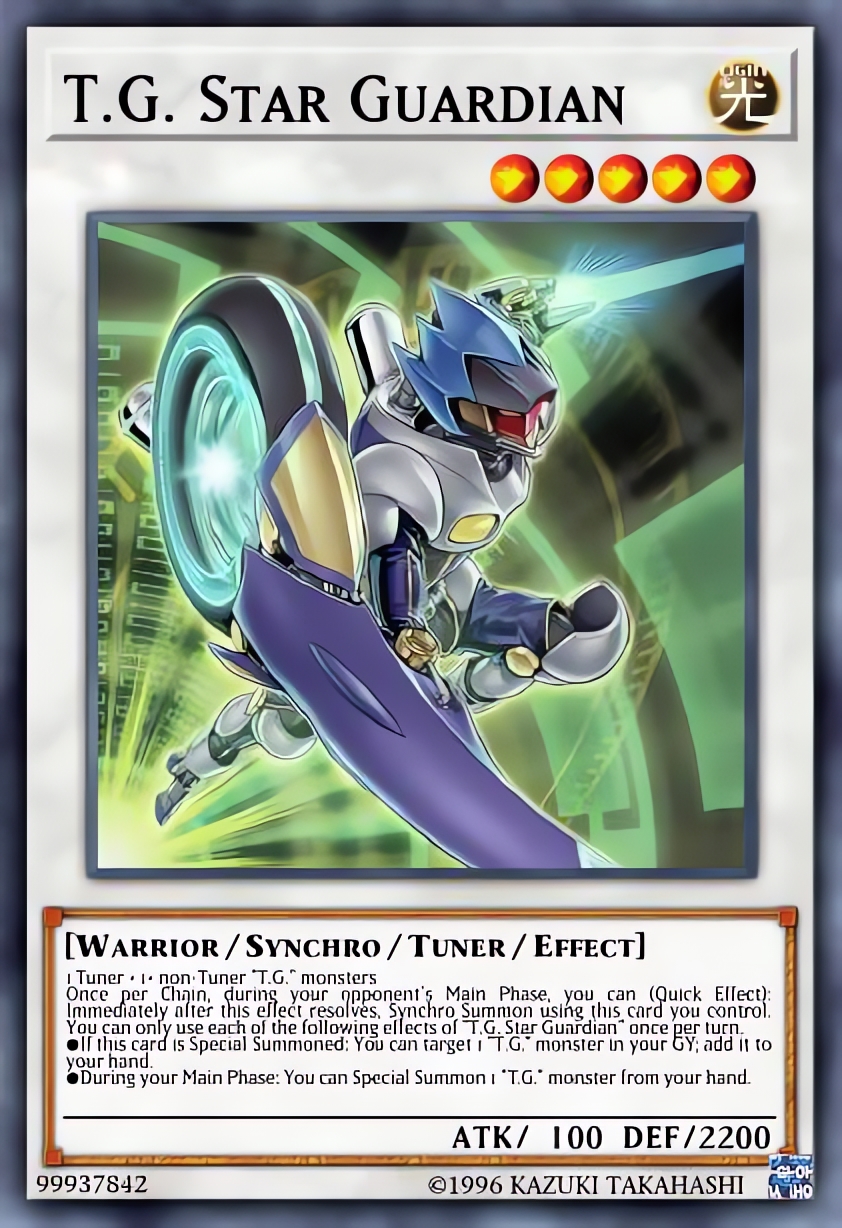 T.G. STAR GUARDIAN
光
[WARRIOR/SYNCHRO/TUNER/EFFECT]
1 Tuner + 1+ non-Tuner "T.G." monsters
Once per Chain, during your opponent's Main Phase, you can (Quick Effect):
Immediately after this effect resolves, Synchro Summon using this card you control.
You can only use each of the following effects of "T.G. Star Guardian" once per turn.
●If this card is Special Summoned: You can target 1 "T.G." monster in your GY; add it to
your hand.
●During your Main Phase: You can Special Summon 1 "T.G." monster from your hand.
ATK/ 100 DEF/2200
99937842 ©1996 KAZUKI TAKAHASHI